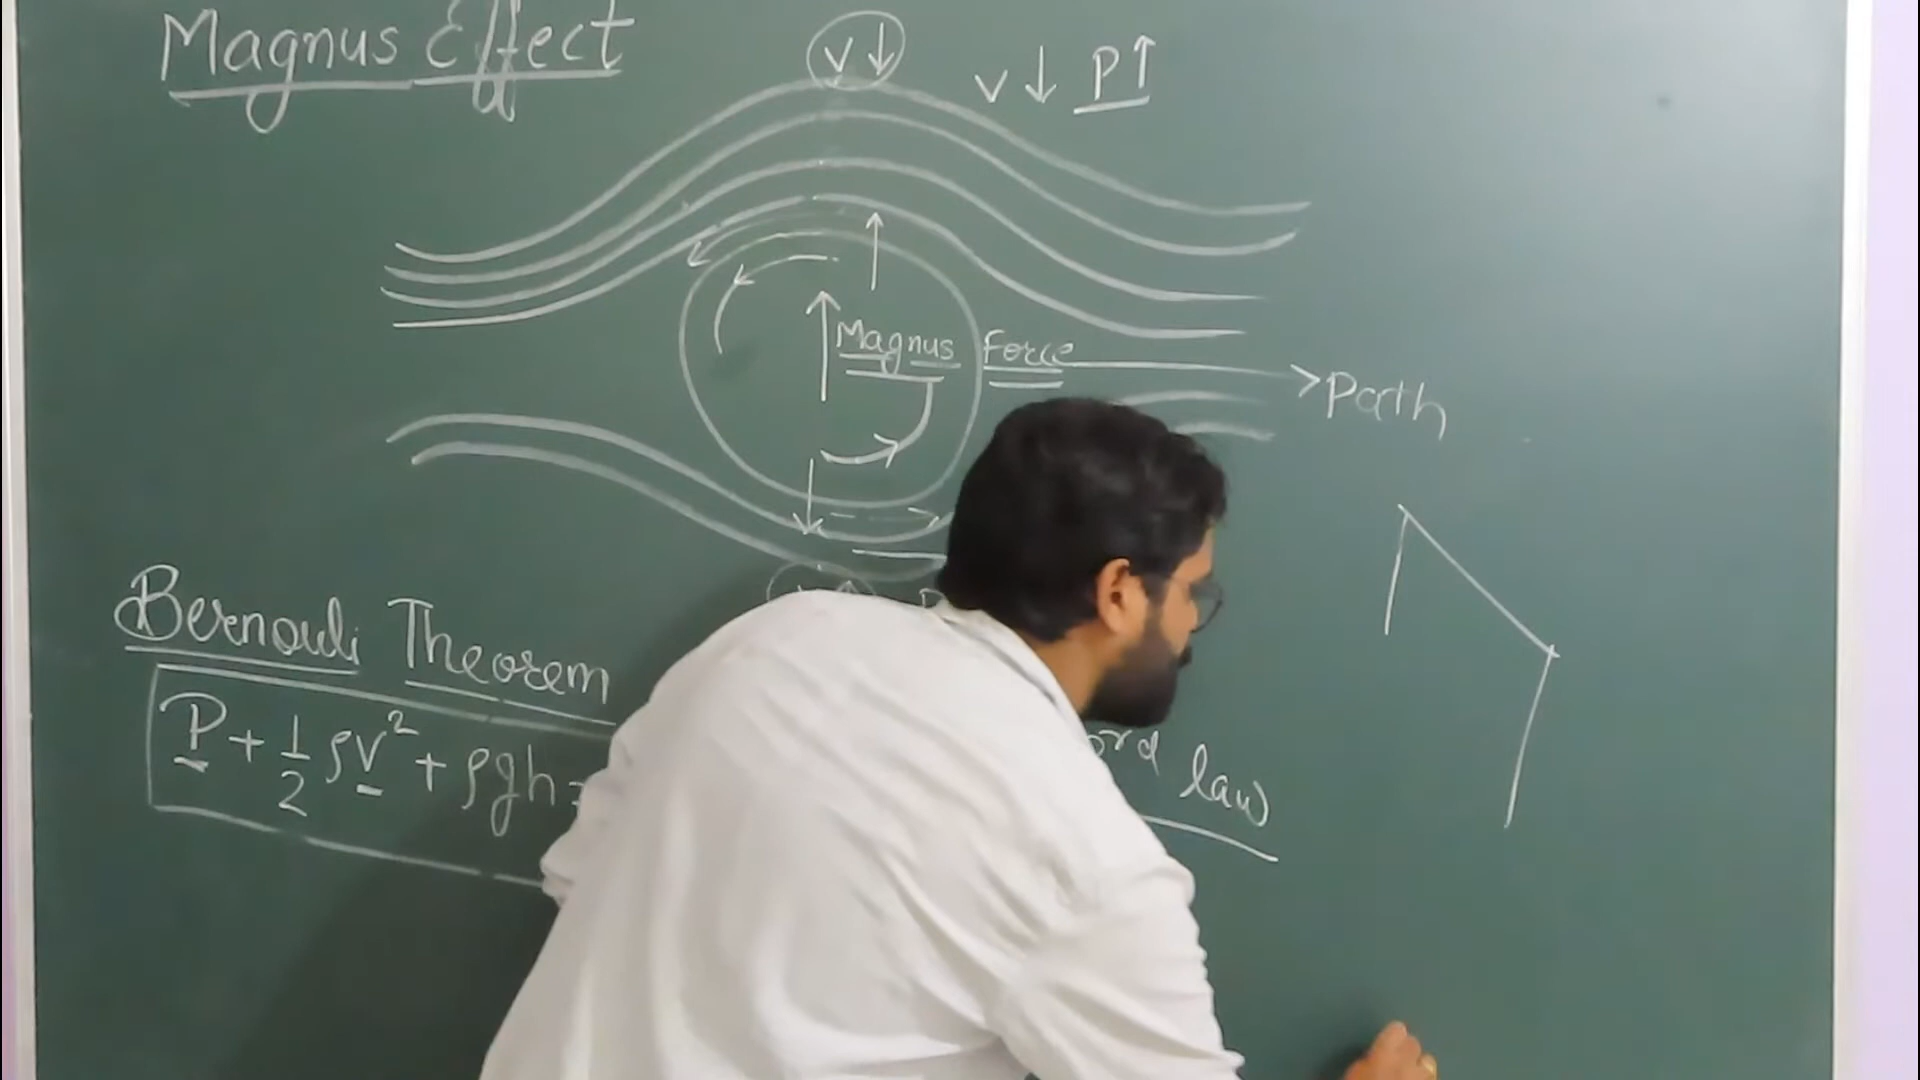 Magnus Effect
v↓
v↓ P↑
Magnus Force
Path
Bernouli Theorem
P + 1/2 ρv² + ρgh =
law